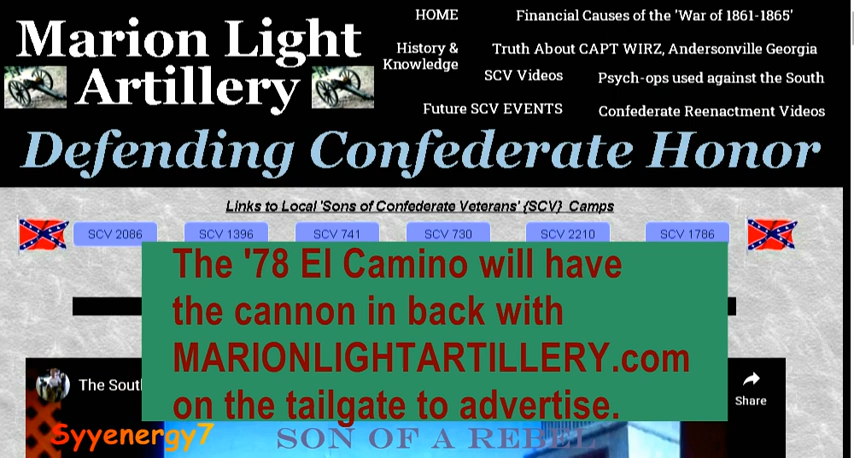 Marion Light
Artillery
HOME
Financial Causes of the 'War of 1861-1865'
History &
Knowledge
Truth About CAPT WIRZ, Andersonville Georgia
SCV Videos
Psych-ops used against the South
Future SCV EVENTS
Confederate Reenactment Videos
Defending Confederate Honor
Links to Local 'Sons of Confederate Veterans' {SCV} Camps
SCV 2086
SCV 1396
SCV 741
SCV 730
SCV 2210
SCV 1786
The '78 El Camino will have
the cannon in back with
MARIONLIGHTARTILLERY.com
on the tailgate to advertise.
The Sout
Share
Syyenergy7
SON OF A REBEL